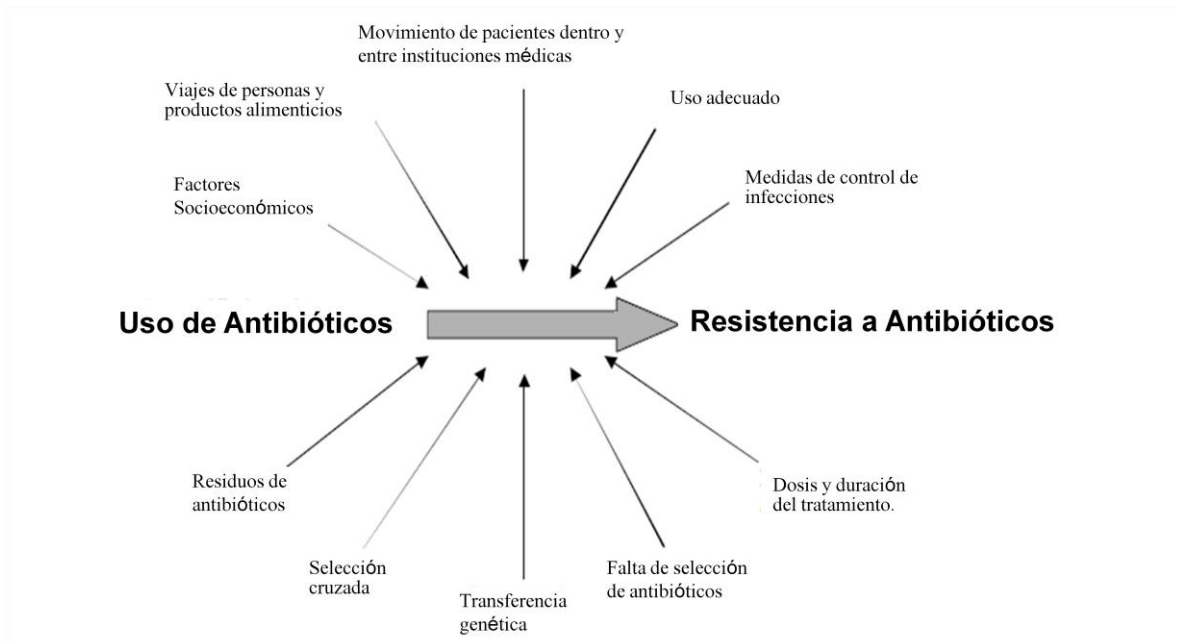 Movimiento de pacientes dentro y
entre instituciones médicas
Viajes de personas y
productos alimenticios
Uso adecuado
Factores
Socioeconómicos
Medidas de control de
infecciones
Uso de Antibióticos
Resistencia a Antibióticos
Residuos de
antibióticos
Dosis y duración
del tratamiento.
Selección
cruzada
Transferencia
genética
Falta de selección
de antibióticos